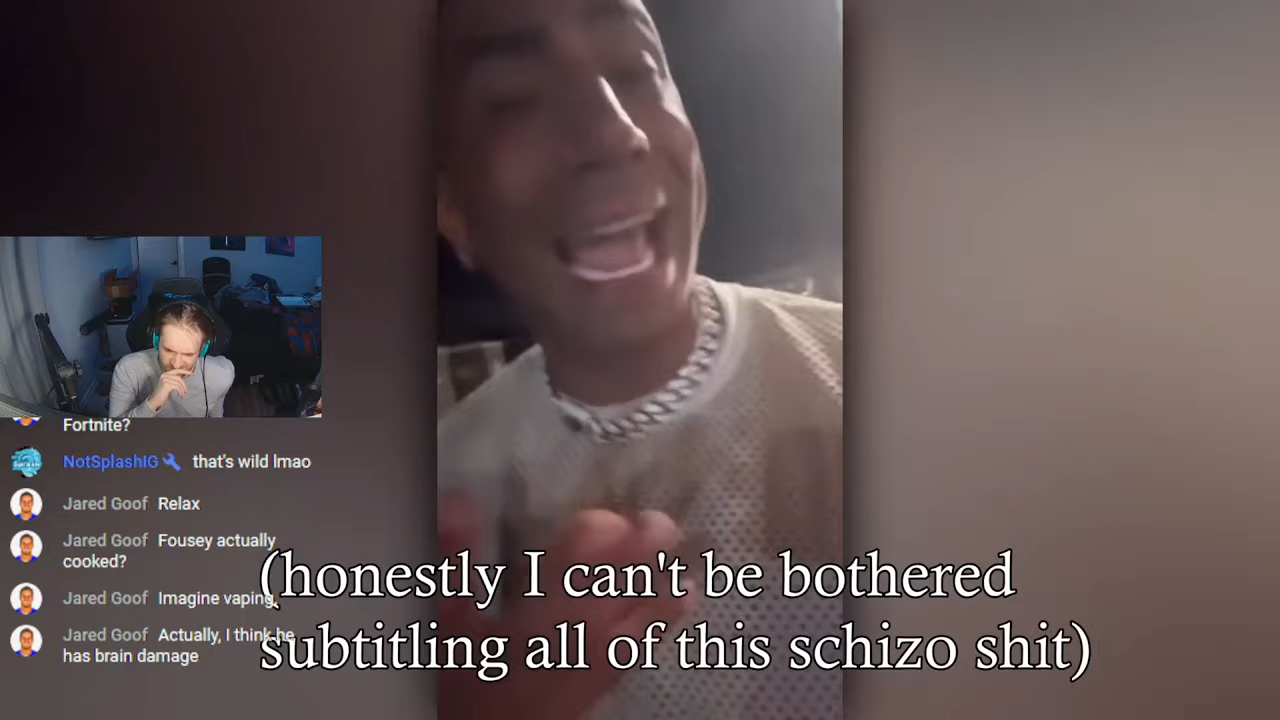 Fortnite?
NotSplashIG that's wild lmao
Jared Goof Relax
Jared Goof Fousey actually
cooked?
Jared Goof Imagine vaping
Jared Goof Actually, I think he
has brain damage
(honestly I can't be bothered
subtitling all of this schizo shit)